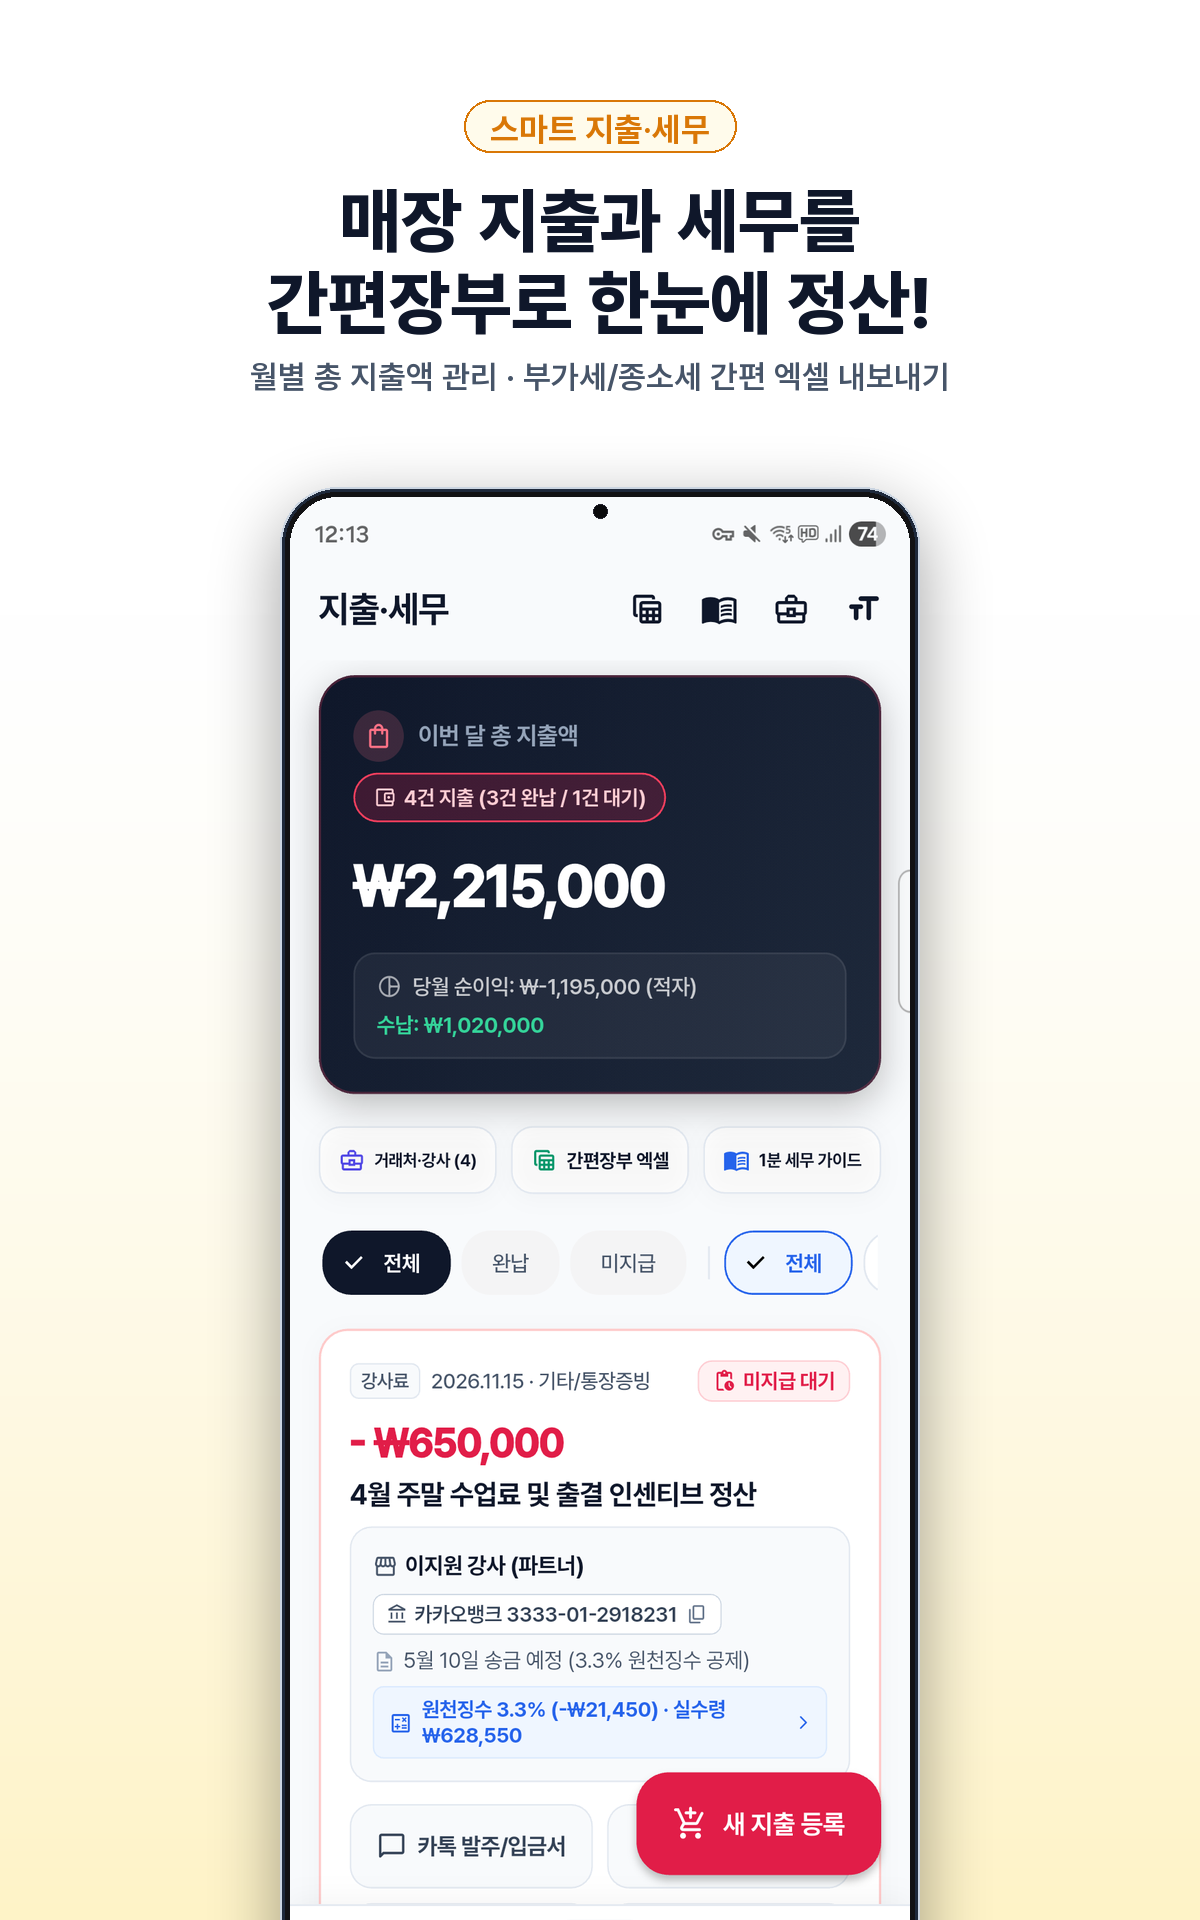 스마트 지출·세무
매장 지출과 세무를
간편장부로 한눈에 정산!
월별 총 지출액 관리 · 부가세/종소세 간편 엑셀 내보내기
12:13
5 HD 74
지출·세무
이번 달 총 지출액
4건 지출 (3건 완납 / 1건 대기)
₩2,215,000
당월 순이익: ₩-1,195,000 (적자)
수납: ₩1,020,000
거래처·강사 (4)
간편장부 엑셀
1분 세무 가이드
전체
완납
미지급
전체
강사료 2026.11.15 · 기타/통장증빙 미지급 대기
- ₩650,000
4월 주말 수업료 및 출결 인센티브 정산
이지원 강사 (파트너)
카카오뱅크 3333-01-2918231
5월 10일 송금 예정 (3.3% 원천징수 공제)
원천징수 3.3% (-₩21,450) · 실수령
₩628,550
카톡 발주/입금서
새 지출 등록